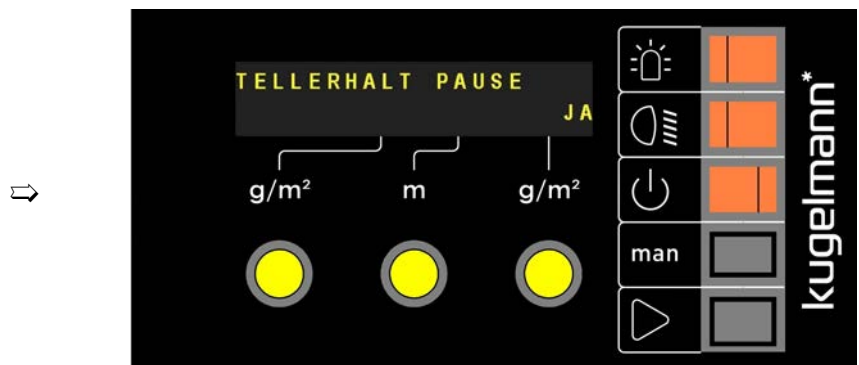 TELLERHALT PAUSE
JA
g/m²
m
g/m²
man
kugelmann*